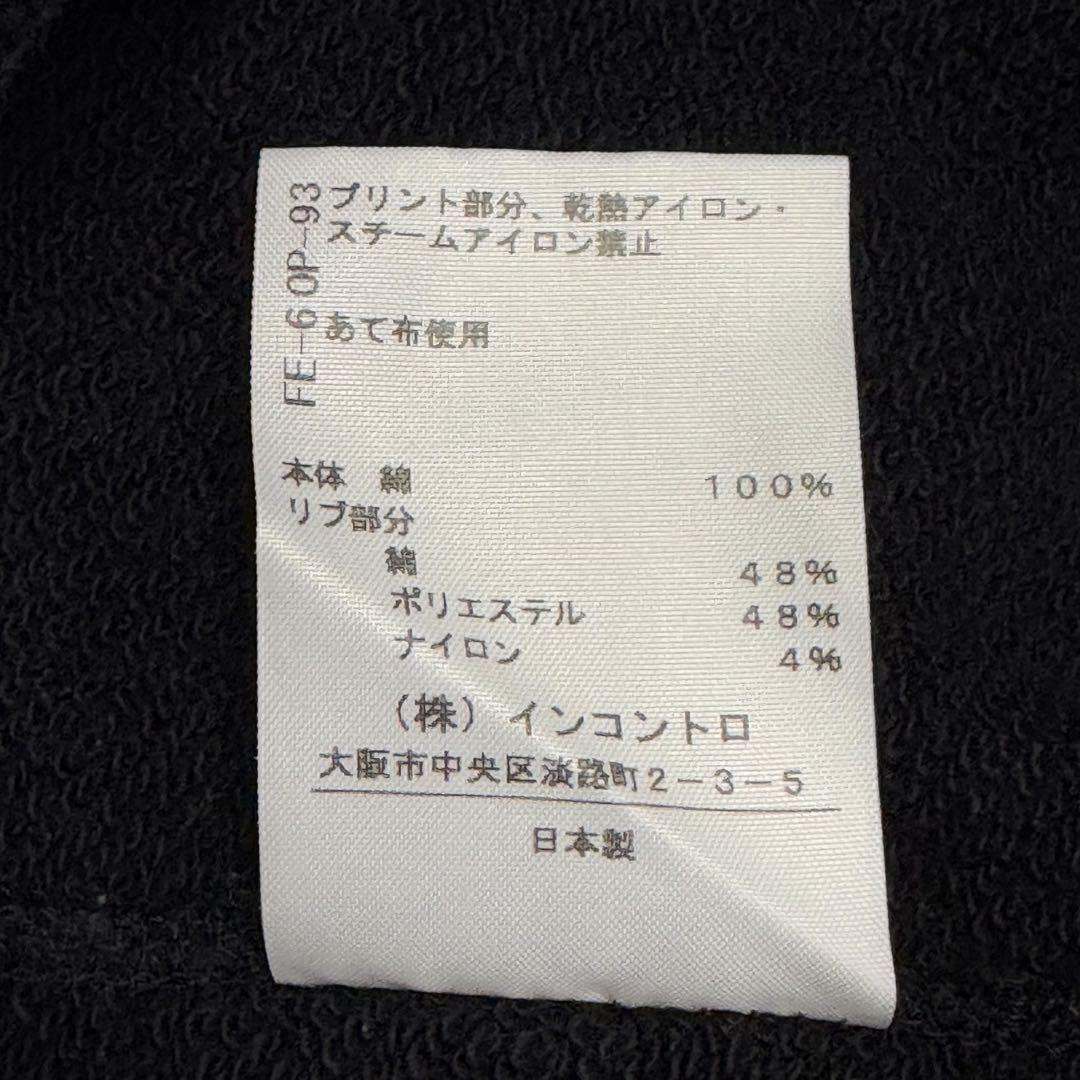 FE-60P-93
プリント部分、乾熱アイロン・
スチームアイロン禁止
あて布使用
本体 綿 100%
リブ部分
綿 48%
ポリエステル 48%
ナイロン 4%
(株) インコントロ
大阪市中央区淡路町2-3-5
日本製